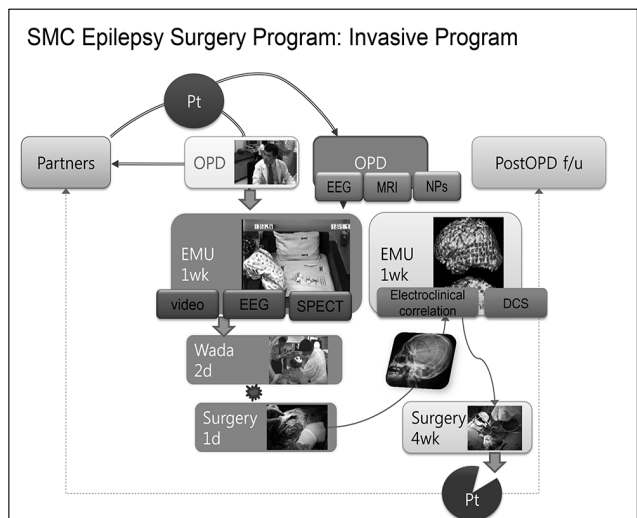 SMC Epilepsy Surgery Program: Invasive Program
Pt
Partners
OPD
OPD
PostOPD f/u
EEG
MRI
NPs
EMU
1wk
video
EEG
SPECT
EMU
1wk
Electroclinical
correlation
DCS
Wada
2d
Surgery
1d
Surgery
4wk
Pt